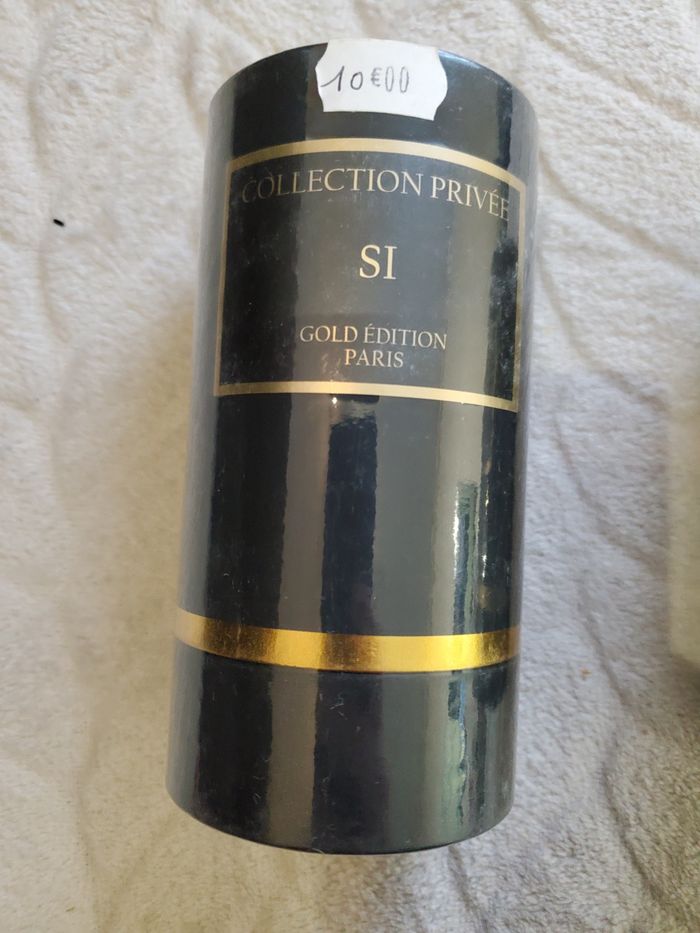 10€00
COLLECTION PRIVÉE
SI
GOLD ÉDITION
PARIS